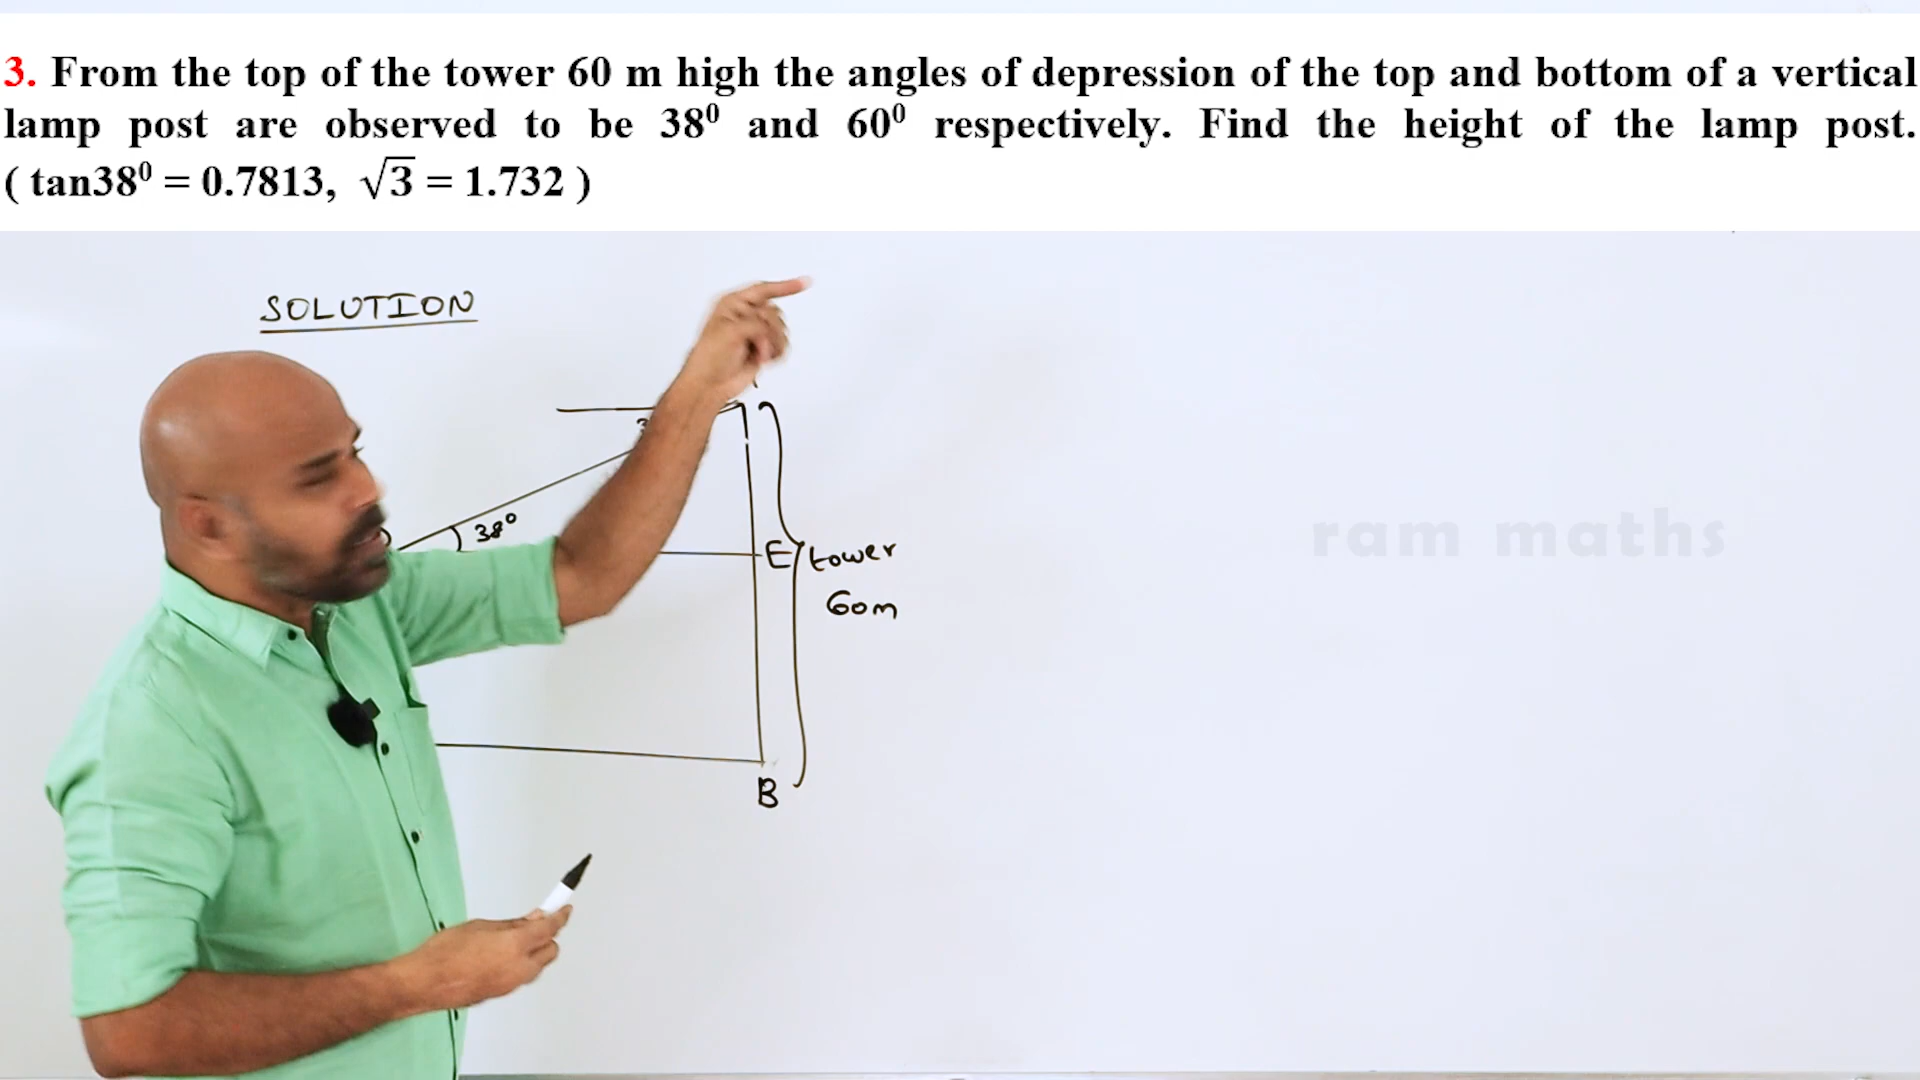 3. From the top of the tower 60 m high the angles of depression of the top and bottom of a vertical
lamp post are observed to be 38⁰ and 60⁰ respectively. Find the height of the lamp post.
( tan38⁰ = 0.7813, √3 = 1.732 )
SOLUTION
38⁰
E
tower
60m
ram maths
B